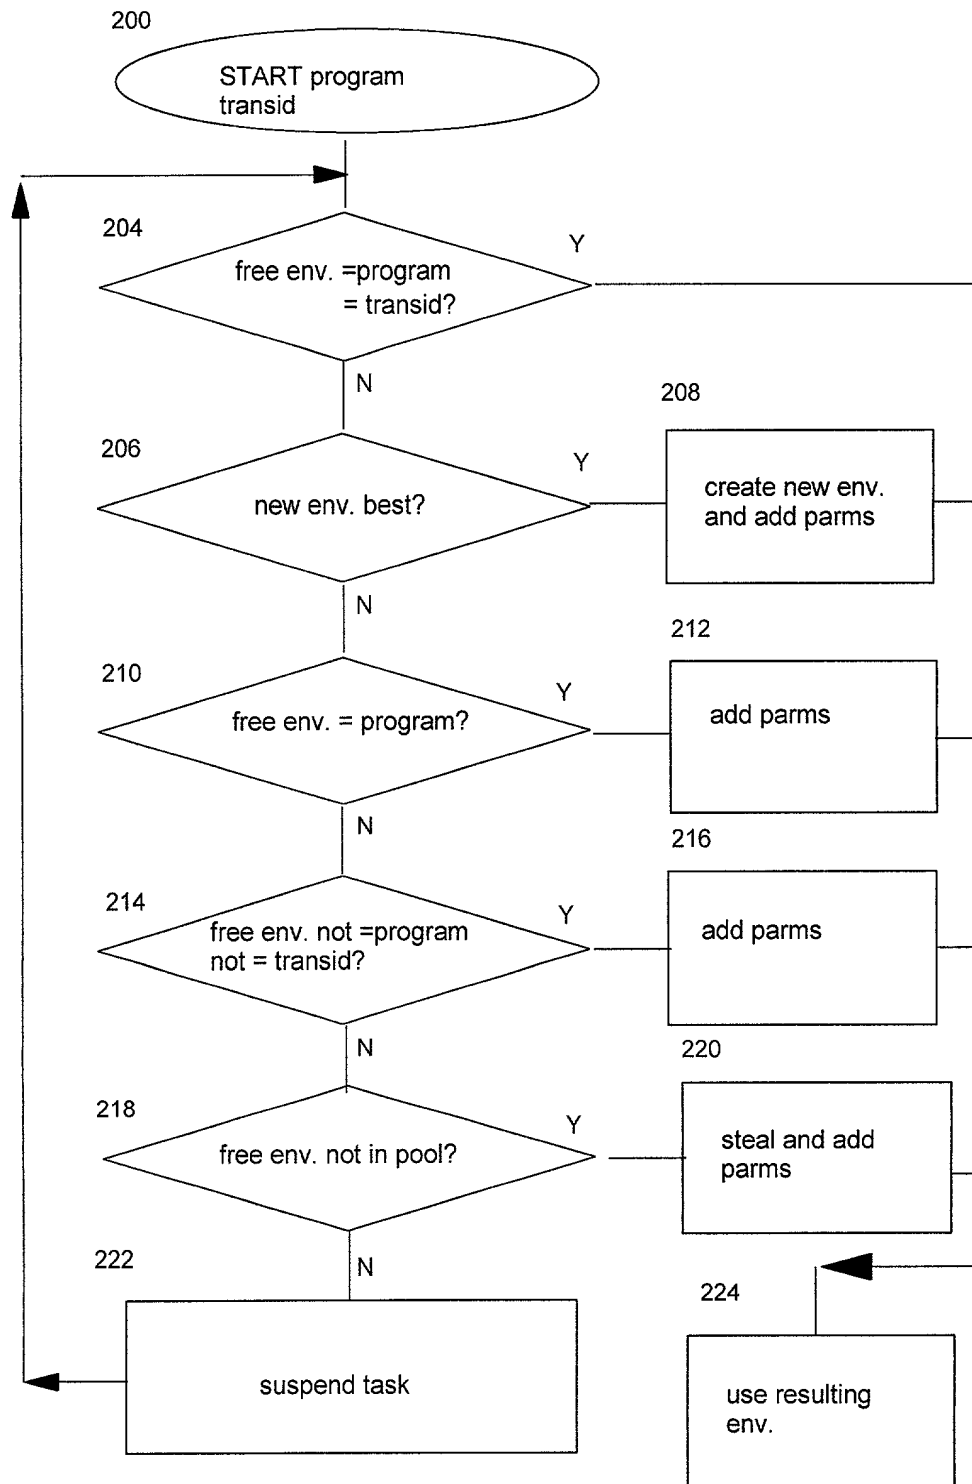 200
START program
transid
204
free env. =program
= transid?
Y
N
206
new env. best?
Y
208
create new env.
and add parms
N
210
free env. = program?
Y
212
add parms
N
214
free env. not =program
not = transid?
Y
216
add parms
N
218
free env. not in pool?
Y
220
steal and add
parms
N
222
suspend task
224
use resulting
env.